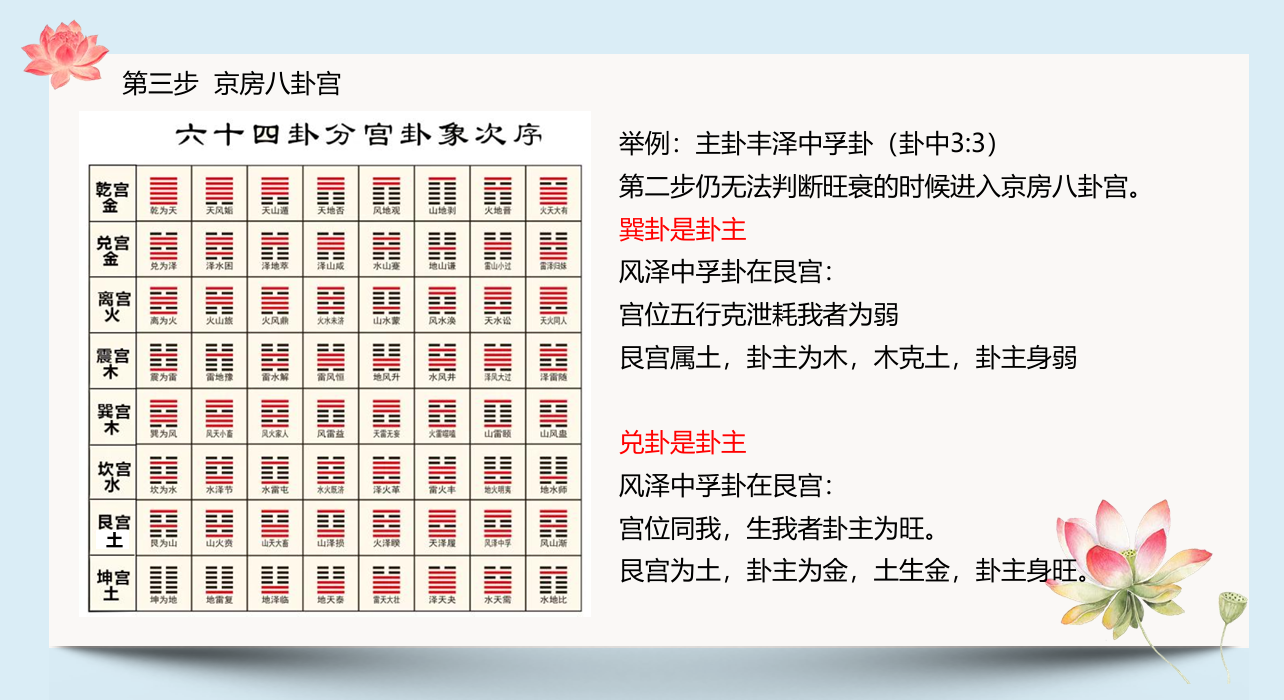 第三步 京房八卦宫
六十四卦分宫卦象次序
乾宫金 乾为天 天风姤 天山遁 天地否 风地观 山地剥 火地晋 火天大有
兑宫金 兑为泽 泽水困 泽地萃 泽山咸 水山蹇 地山谦 雷山小过 雷泽归妹
离宫火 离为火 火山旅 火风鼎 火水未济 山水蒙 风水涣 天水讼 天火同人
震宫木 震为雷 雷地豫 雷水解 雷风恒 地风升 水风井 泽风大过 泽雷随
巽宫木 巽为风 风天小畜 风火家人 风雷益 天雷无妄 火雷噬嗑 山雷颐 山风蛊
坎宫水 坎为水 水泽节 水雷屯 水火既济 泽火革 雷火丰 地火明夷 地水师
艮宫土 艮为山 山火贲 山天大畜 山泽损 火泽睽 天泽履 风泽中孚 风山渐
坤宫土 坤为地 地雷复 地泽临 地天泰 雷天大壮 泽天夬 水天需 水地比
举例：主卦丰泽中孚卦（卦中3:3）
第二步仍无法判断旺衰的时候进入京房八卦宫。
巽卦是卦主
风泽中孚卦在艮宫：
宫位五行克泄耗我者为弱
艮宫属土，卦主为木，木克土，卦主身弱
兑卦是卦主
风泽中孚卦在艮宫：
宫位同我，生我者卦主为旺。
艮宫为土，卦主为金，土生金，卦主身旺。